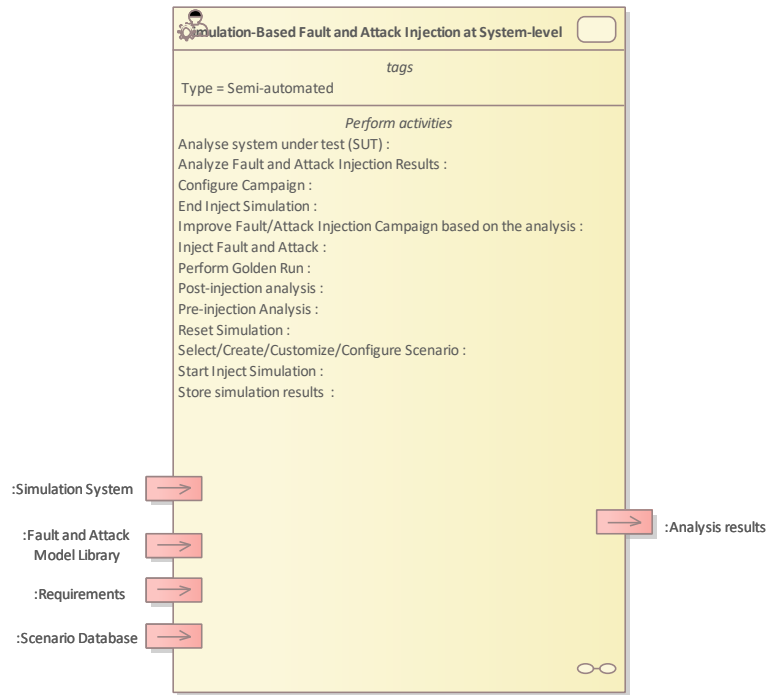 Simulation-Based Fault and Attack Injection at System-level
tags
Type = Semi-automated
Perform activities
Analyse system under test (SUT) :
Analyze Fault and Attack Injection Results :
Configure Campaign :
End Inject Simulation :
Improve Fault/Attack Injection Campaign based on the analysis :
Inject Fault and Attack :
Perform Golden Run :
Post-injection analysis :
Pre-injection Analysis :
Reset Simulation :
Select/Create/Customize/Configure Scenario :
Start Inject Simulation :
Store simulation results :
:Simulation System
:Fault and Attack
Model Library
:Requirements
:Scenario Database
:Analysis results